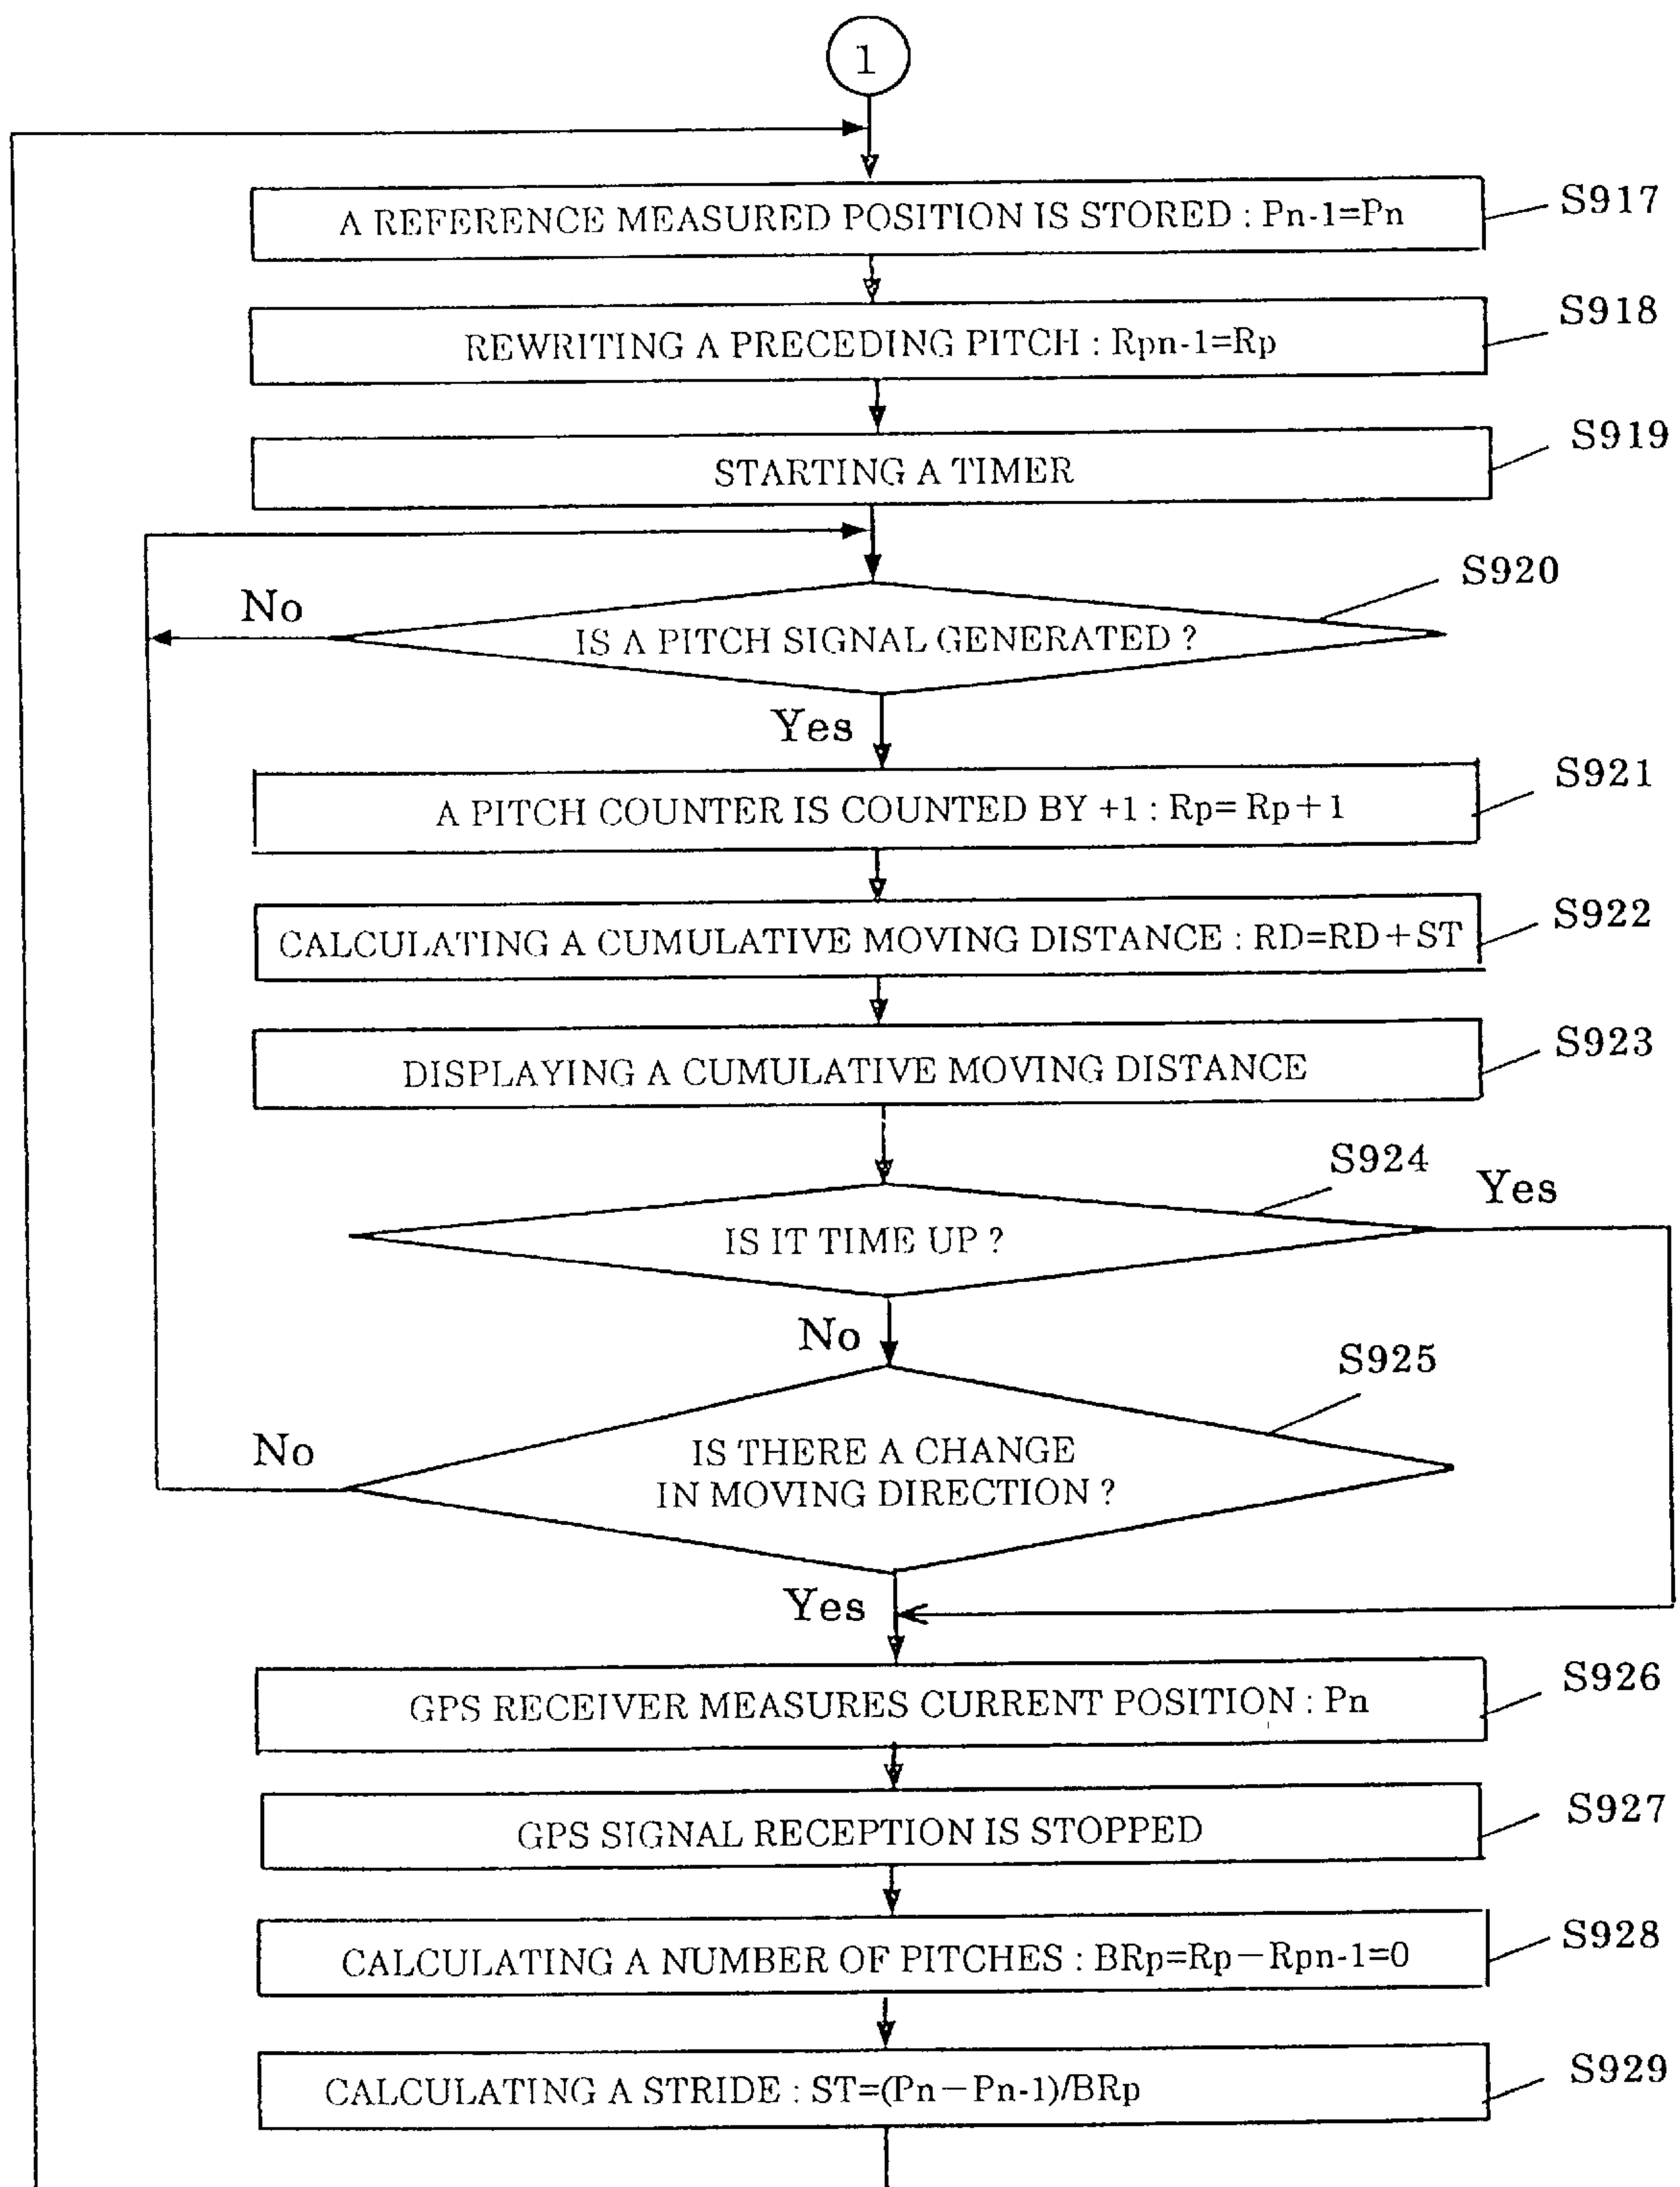 1
A REFERENCE MEASURED POSITION IS STORED : Pn-1=Pn
S917
REWRITING A PRECEDING PITCH : Rpn-1=Rp
S918
STARTING A TIMER
S919
S920
No
IS A PITCH SIGNAL GENERATED ?
Yes
A PITCH COUNTER IS COUNTED BY +1 : Rp= Rp+1
S921
CALCULATING A CUMULATIVE MOVING DISTANCE : RD=RD+ST
S922
DISPLAYING A CUMULATIVE MOVING DISTANCE
S923
S924
Yes
IS IT TIME UP ?
No
S925
No
IS THERE A CHANGE
IN MOVING DIRECTION ?
Yes
GPS RECEIVER MEASURES CURRENT POSITION : Pn
S926
GPS SIGNAL RECEPTION IS STOPPED
S927
CALCULATING A NUMBER OF PITCHES : BRp=Rp−Rpn-1=0
S928
CALCULATING A STRIDE : ST=(Pn−Pn-1)/BRp
S929